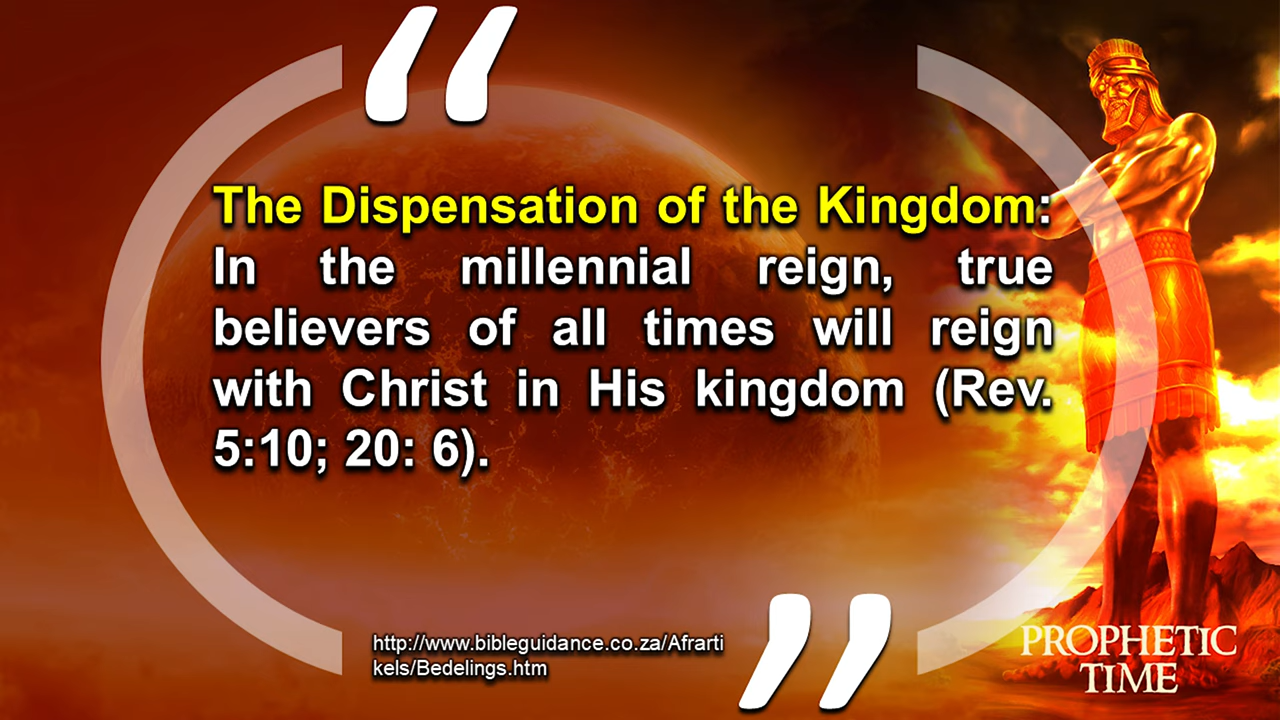 “
The Dispensation of the Kingdom:
In the millennial reign, true
believers of all times will reign
with Christ in His kingdom (Rev.
5:10; 20: 6).
”
http://www.bibleguidance.co.za/Afrarti
kels/Bedelings.htm
PROPHETIC
TIME